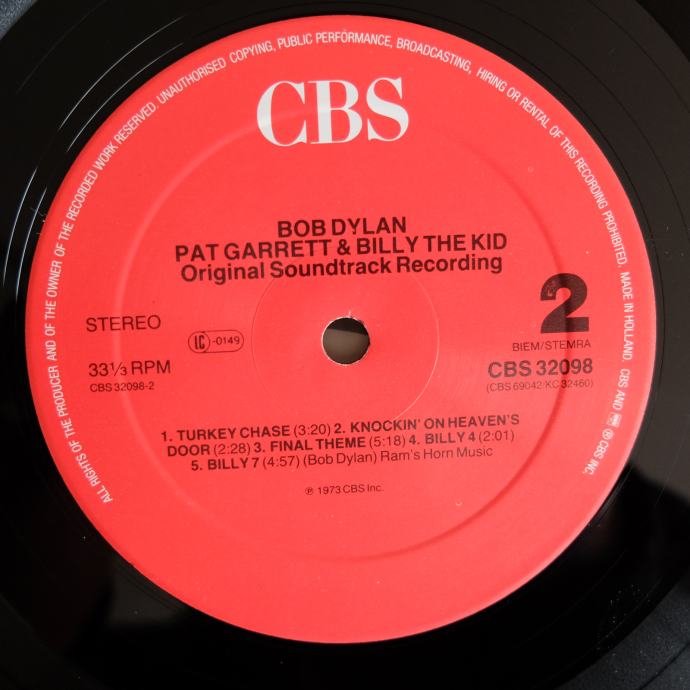 ALL RIGHTS OF THE PRODUCER AND OF THE OWNER OF THE RECORDED WORK RESERVED. UNAUTHORISED COPYING, PUBLIC PERFORMANCE, BROADCASTING, HIRING OR RENTAL OF THIS RECORDING PROHIBITED. MADE IN HOLLAND. CBS AND ℗ CBS INC.
CBS
BOB DYLAN
PAT GARRETT & BILLY THE KID
Original Soundtrack Recording
STEREO
LC -0149
2
BIEM/STEMRA
33⅓ RPM
CBS 32098-2
CBS 32098
(CBS 69042/KC 32460)
1. TURKEY CHASE (3:20) 2. KNOCKIN' ON HEAVEN'S
DOOR (2:28) 3. FINAL THEME (5:18) 4. BILLY 4 (2:01)
5. BILLY 7 (4:57) (Bob Dylan) Ram's Horn Music
℗ 1973 CBS Inc.